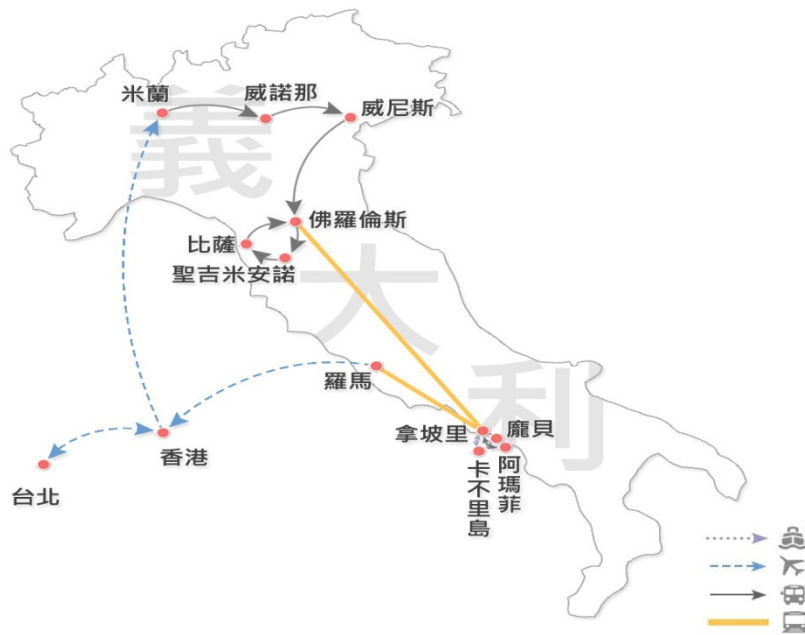 米蘭
威諾那
威尼斯
義
佛羅倫斯
比薩
聖吉米安諾
大
羅馬
利
拿坡里
龐貝
香港
卡不里島
阿瑪菲
台北